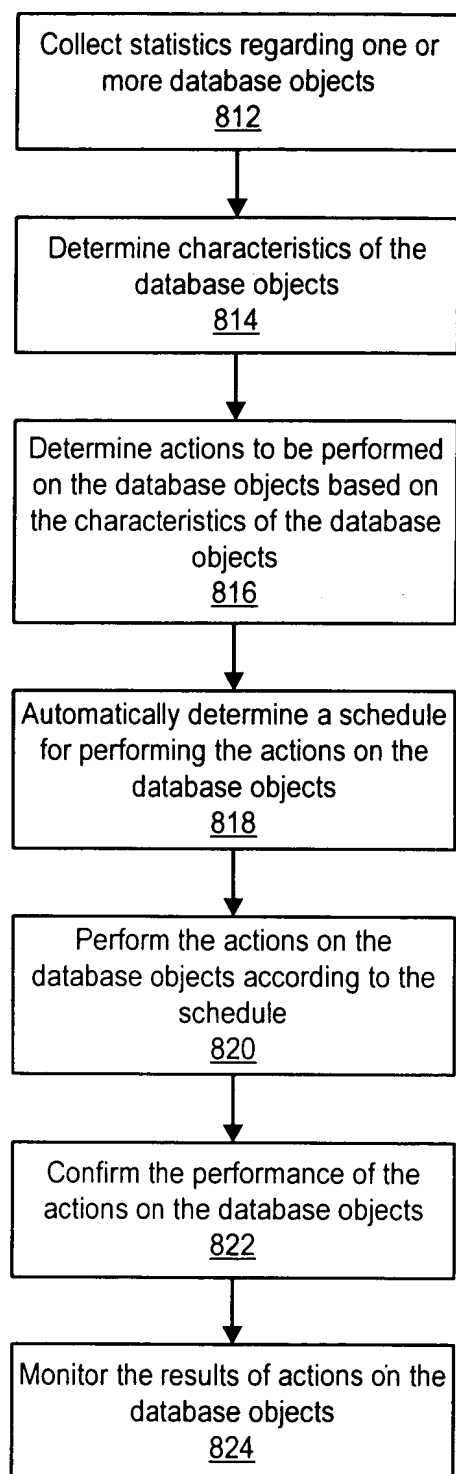 Collect statistics regarding one or
more database objects
812
Determine characteristics of the
database objects
814
Determine actions to be performed
on the database objects based on
the characteristics of the database
objects
816
Automatically determine a schedule
for performing the actions on the
database objects
818
Perform the actions on the
database objects according to the
schedule
820
Confirm the performance of the
actions on the database objects
822
Monitor the results of actions on the
database objects
824